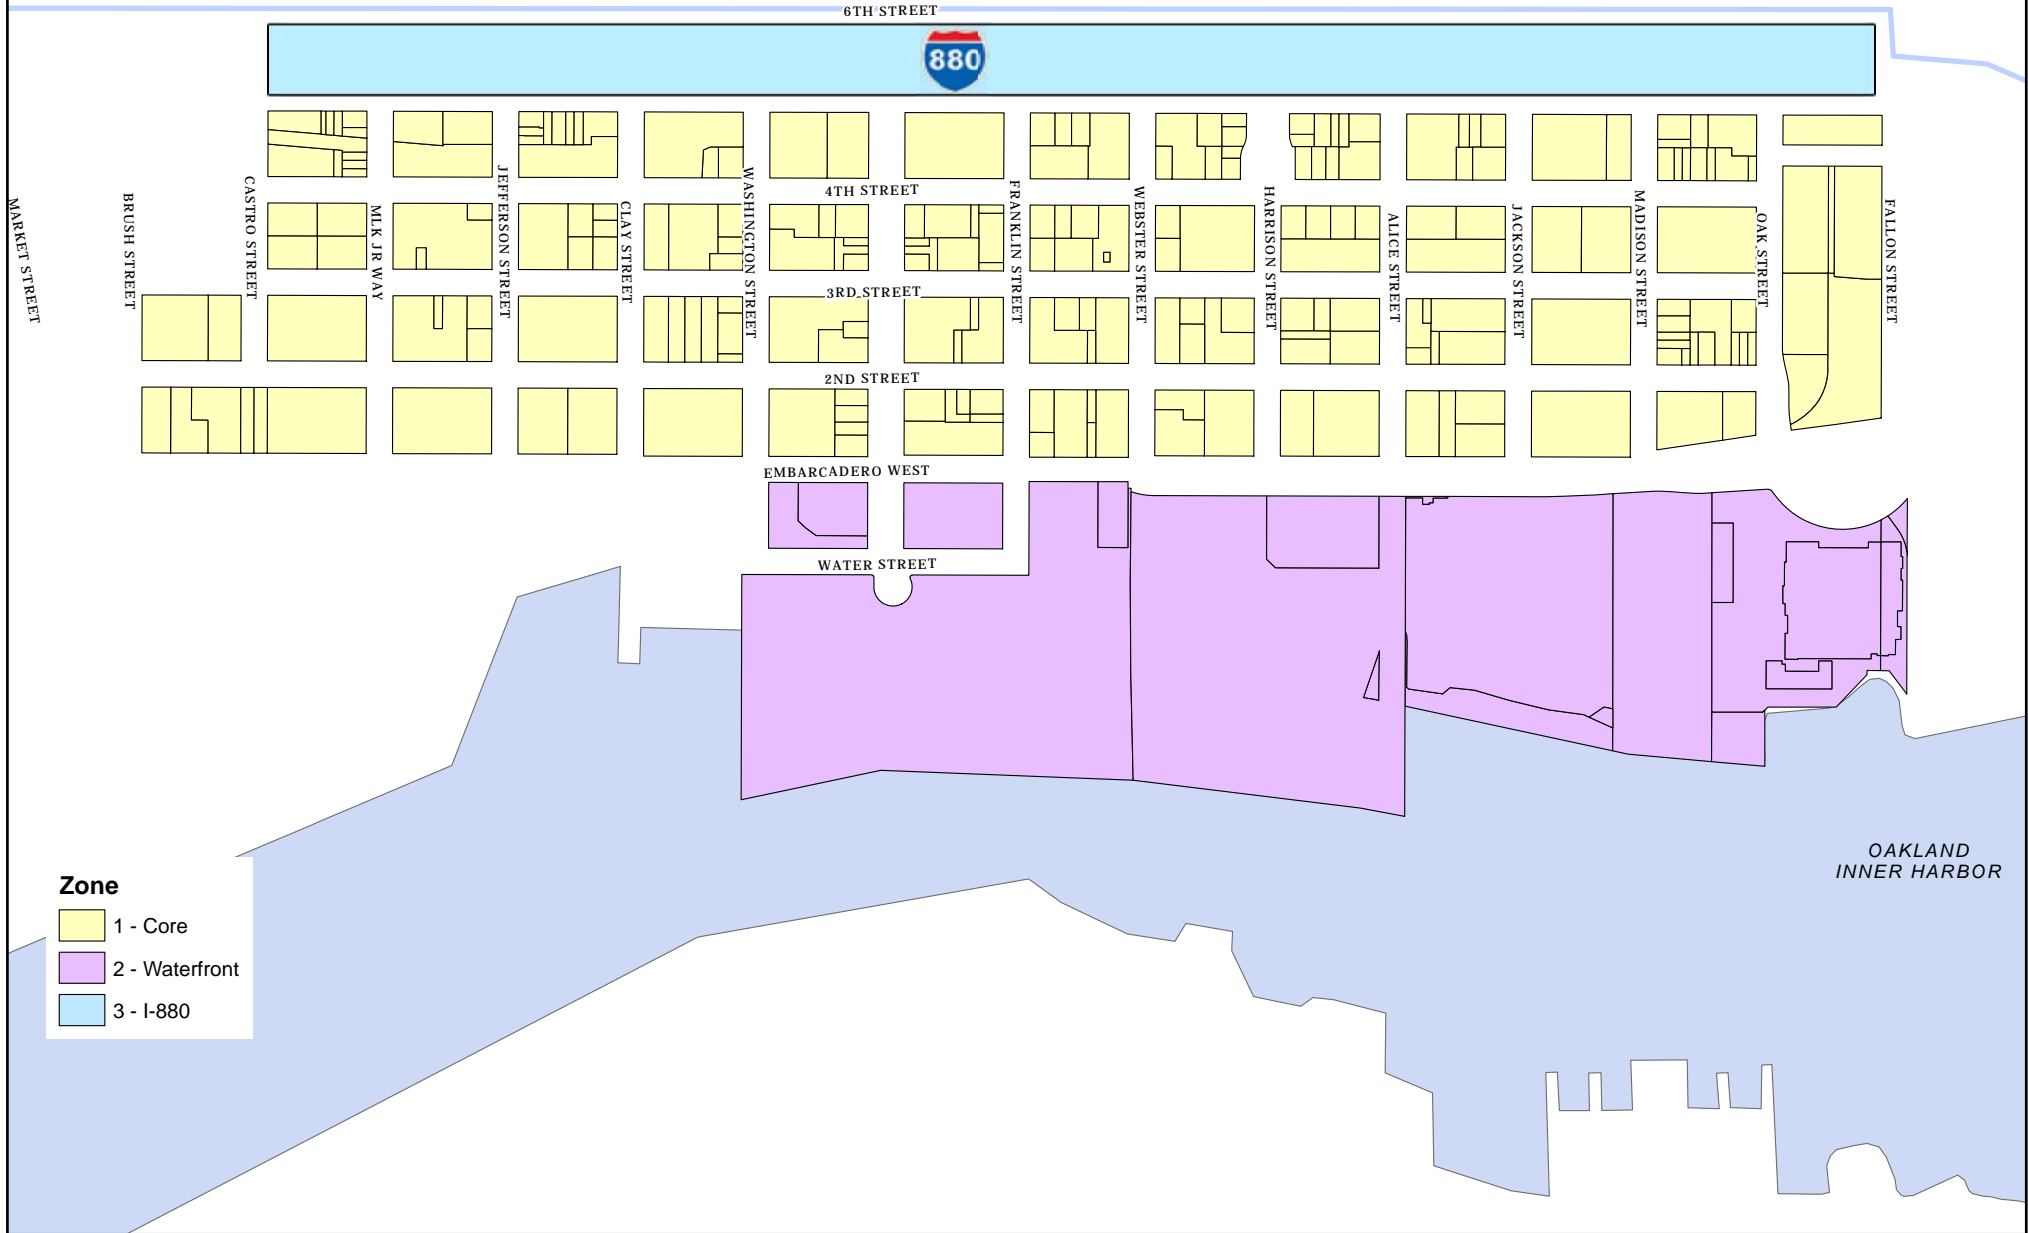 6TH STREET
880
4TH STREET
3RD STREET
2ND STREET
EMBARCADERO WEST
WATER STREET
MARKET STREET
BRUSH STREET
CASTRO STREET
MLK JR WAY
JEFFERSON STREET
CLAY STREET
WASHINGTON STREET
FRANKLIN STREET
WEBSTER STREET
HARRISON STREET
ALICE STREET
JACKSON STREET
MADISON STREET
OAK STREET
FALLON STREET
OAKLAND
INNER HARBOR
Zone
1 - Core
2 - Waterfront
3 - I-880